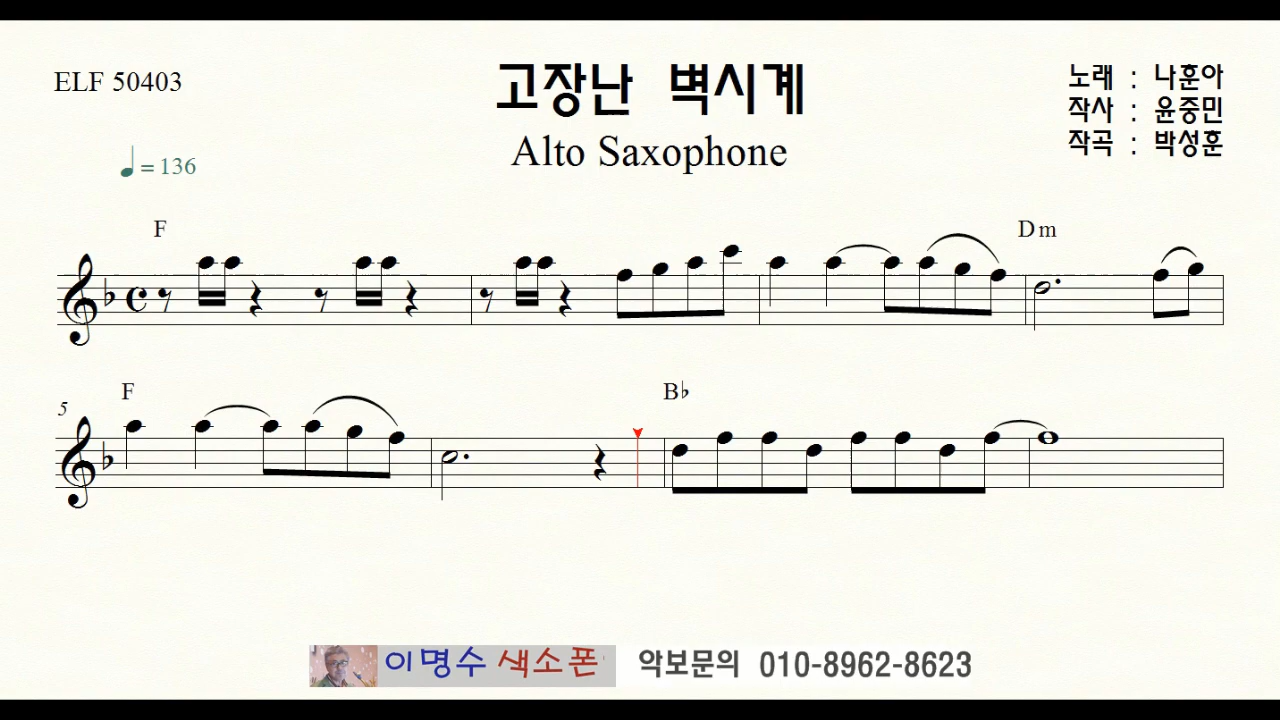 고장난 벽시계
ELF 50403
Alto Saxophone
노래 : 나훈아
작사 : 윤중민
작곡 : 박성훈
♩ = 136
F
Dm
5
F
B♭
이명수 색소폰
악보문의 010-8962-8623